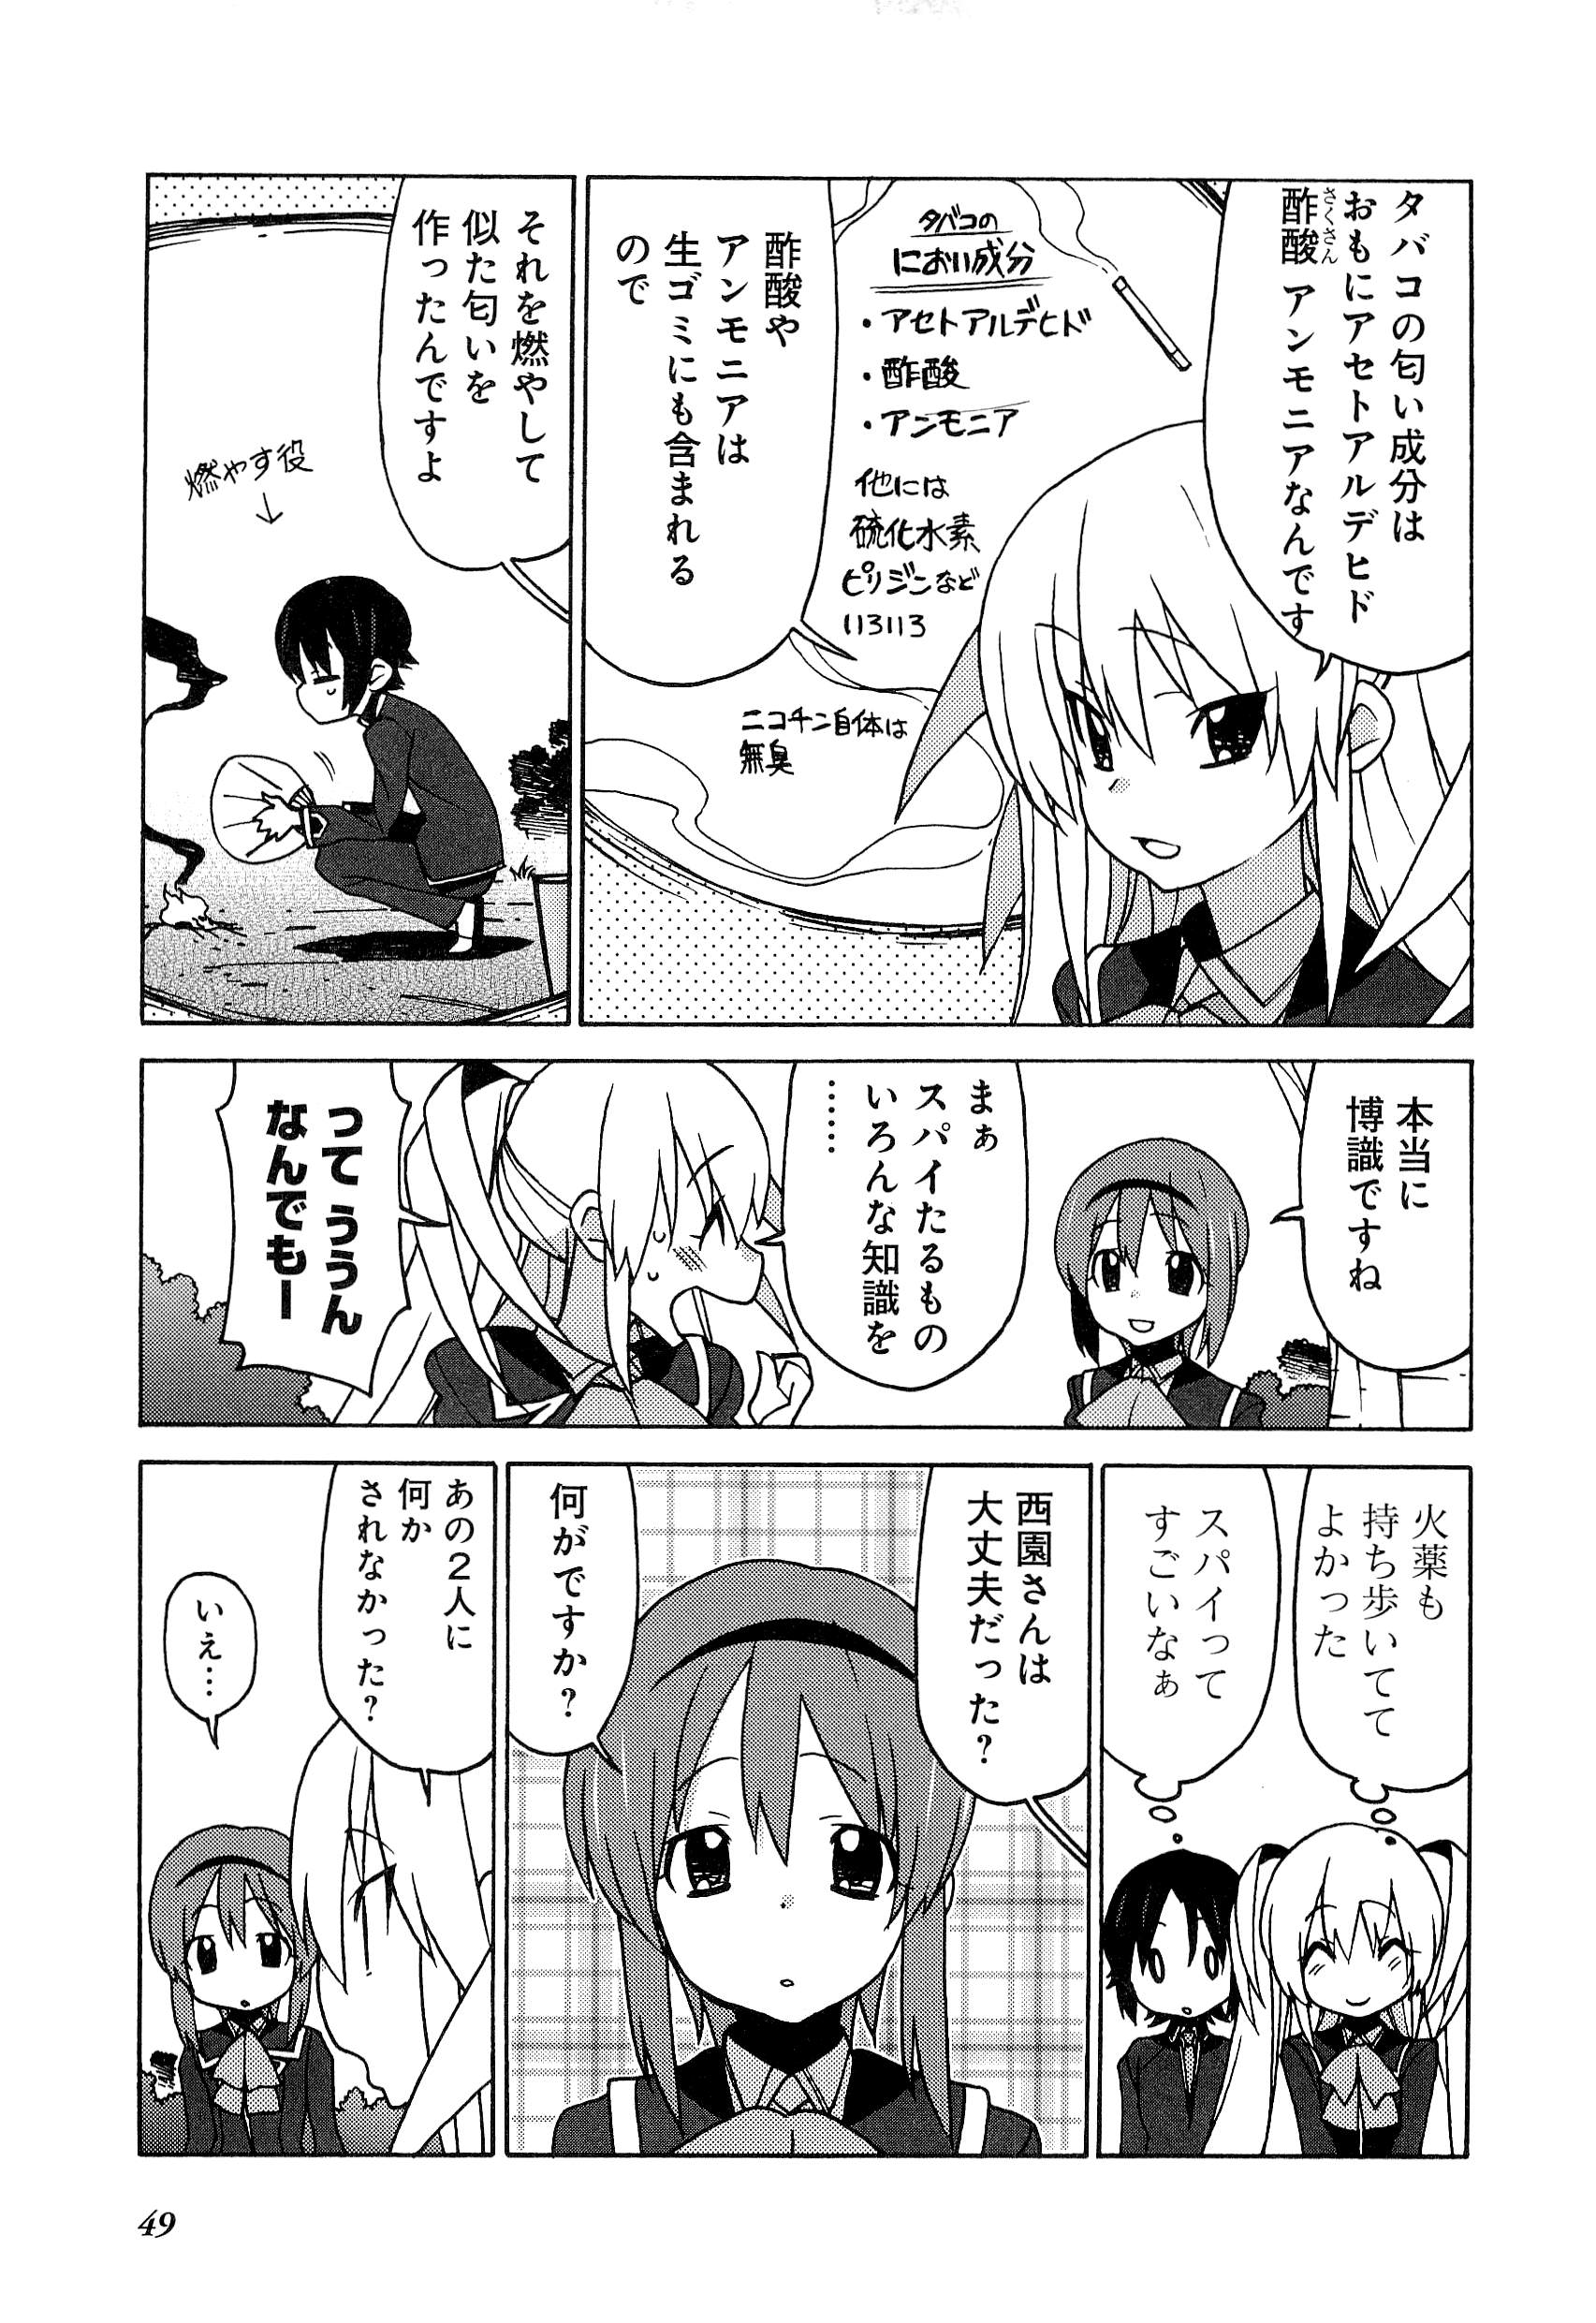 タバコの匂い成分は
おもにアセトアルデヒド
酢酸 アンモニアなんです
さくさん
タバコの
におい成分
・アセトアルデヒド
・酢酸
・アンモニア
他には
硫化水素
ピリジンなど
いろいろ
ニコチン自体は
無臭
酢酸や
アンモニアは
生ゴミにも含まれる
ので
それを燃やして
似た匂いを
作ったんですよ
燃やす役
↓
本当に
博識ですね
まぁ
スパイたるもの
いろんな知識を
……
って ううん
なんでもー
火薬も
持ち歩いてて
よかった
スパイって
すごいなぁ
西園さんは
大丈夫だった?
何がですか?
あの2人に
何か
されなかった?
いえ…
49